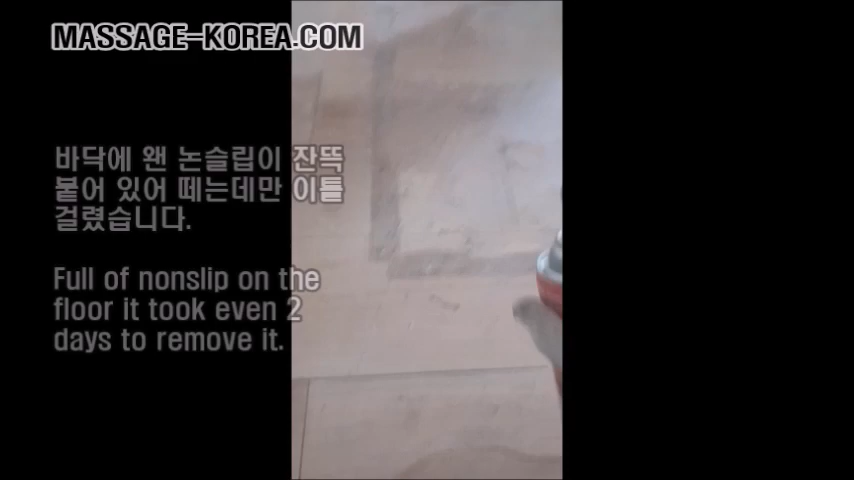 MASSAGE-KOREA.COM
바닥에 왠 논슬립이 잔뜩
붙어 있어 떼는데만 이틀
걸렸습니다.
Full of nonslip on the
floor it took even 2
days to remove it.